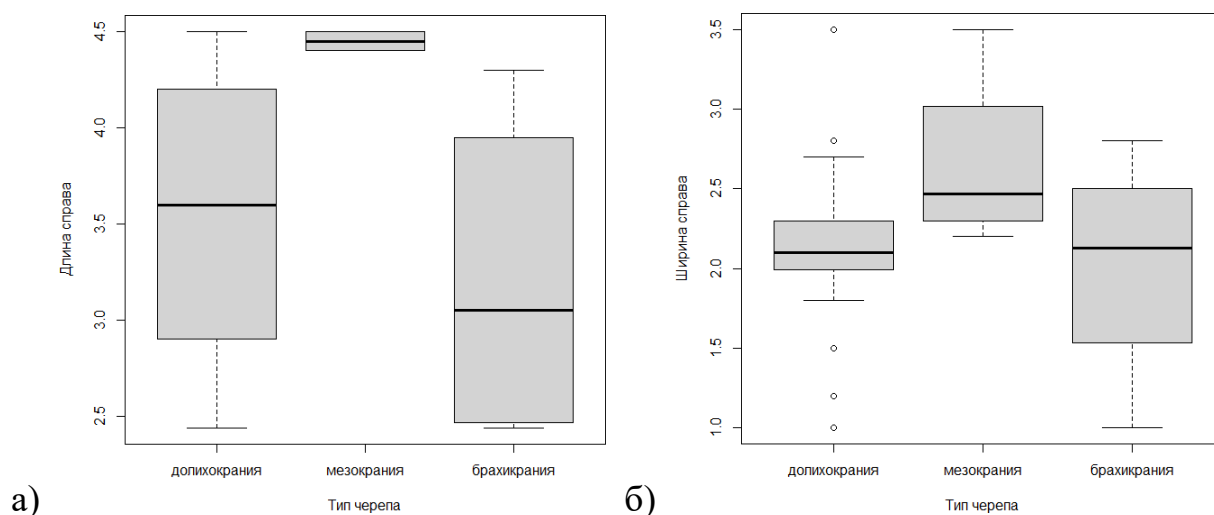 а)
Длина справа
4.5
4.0
3.5
3.0
2.5
допихокрания
мезокрания
брахикрания
Тип черепа
б)
Ширина справа
3.5
3.0
2.5
2.0
1.5
1.0
допихокрания
мезокрания
брахикрания
Тип черепа